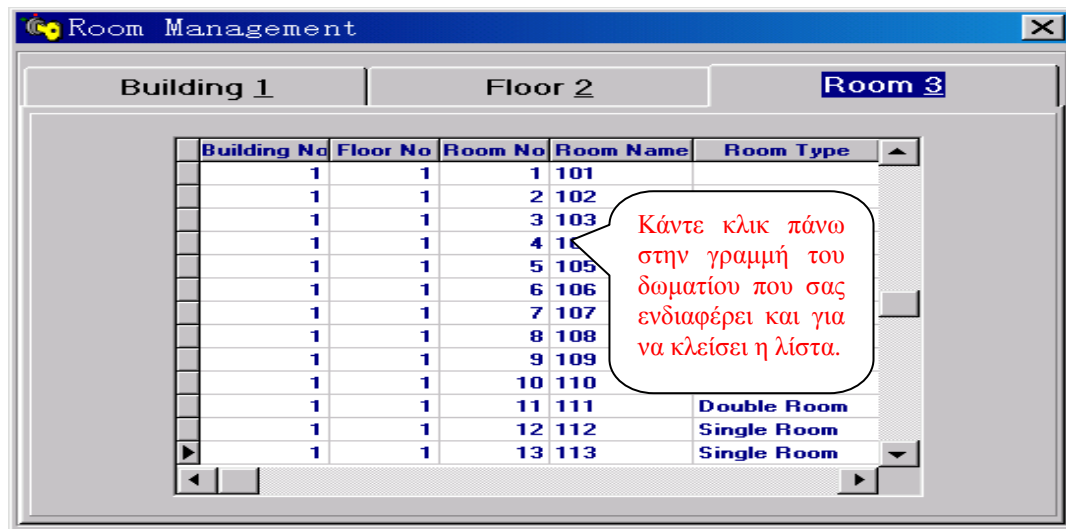 Room Management
Building 1 Floor 2 Room 3
Building No Floor No Room No Room Name Room Type
1 1 1 101
1 1 2 102
1 1 3 103
1 1 4
1 1 5 105
1 1 6 106
1 1 7 107
1 1 8 108
1 1 9 109
1 1 10 110
1 1 11 111 Double Room
1 1 12 112 Single Room
1 1 13 113 Single Room
Κάντε κλικ πάνω
στην γραμμή του
δωματίου που σας
ενδιαφέρει και για
να κλείσει η λίστα.